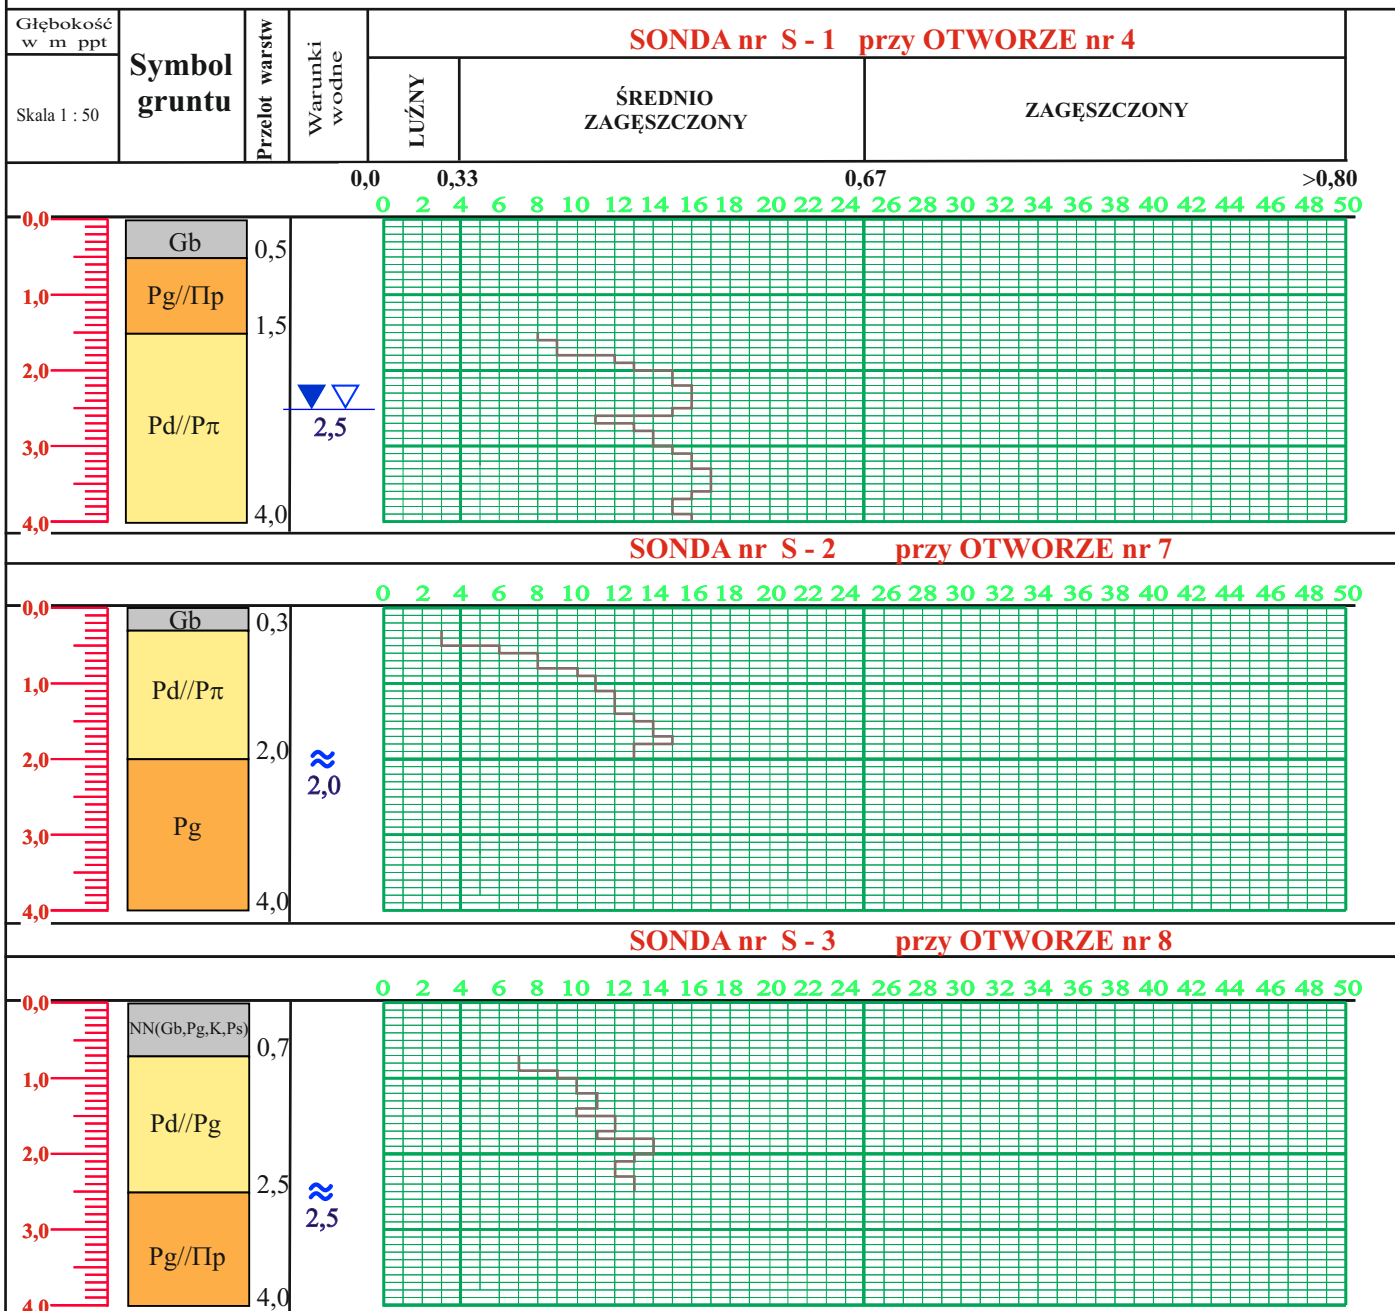 Głębokość
w m ppt
Skala 1 : 50
Symbol
gruntu
Przelot warstw
Warunki
wodne
SONDA nr S - 1 przy OTWORZE nr 4
LUŹNY
ŚREDNIO
ZAGĘSZCZONY
ZAGĘSZCZONY
0,0 0,33 0,67 >0,80
0 2 4 6 8 10 12 14 16 18 20 22 24 26 28 30 32 34 36 38 40 42 44 46 48 50
0,0
Gb 0,5
1,0
Pg//Πp
1,5
2,0
2,5
Pd//Pπ
3,0
4,0
4,0
SONDA nr S - 2 przy OTWORZE nr 7
0 2 4 6 8 10 12 14 16 18 20 22 24 26 28 30 32 34 36 38 40 42 44 46 48 50
0,0
Gb 0,3
1,0
Pd//Pπ
2,0
2,0
2,0
Pg
3,0
4,0
4,0
SONDA nr S - 3 przy OTWORZE nr 8
0 2 4 6 8 10 12 14 16 18 20 22 24 26 28 30 32 34 36 38 40 42 44 46 48 50
0,0
NN(Gb,Pg,K,Ps)
0,7
1,0
Pd//Pg
2,0
2,5
2,5
3,0
Pg//Πp
4,0
4,0